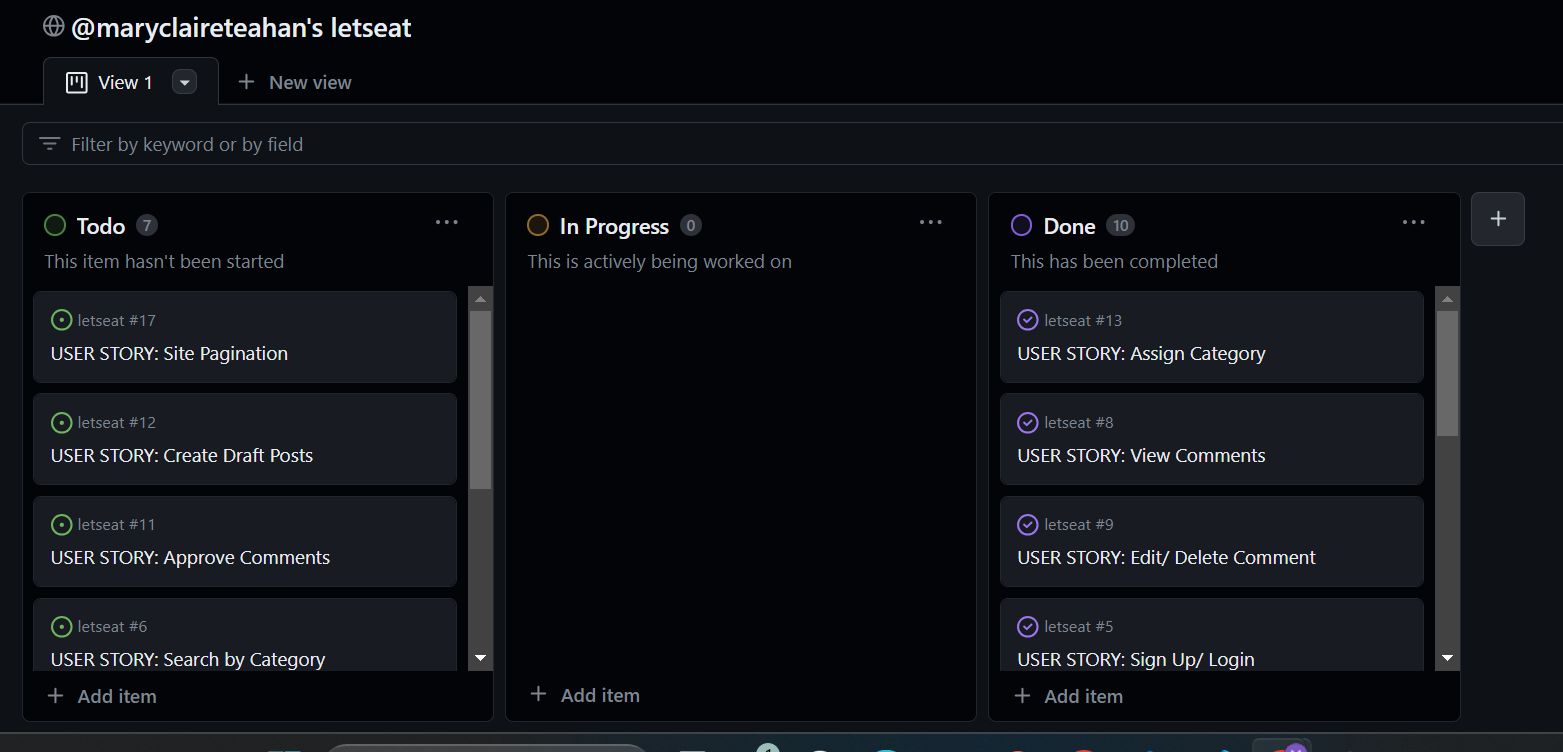 @maryclaireteahan's letseat
View 1
New view
Filter by keyword or by field
Todo 7
This item hasn't been started
letseat #17
USER STORY: Site Pagination
letseat #12
USER STORY: Create Draft Posts
letseat #11
USER STORY: Approve Comments
letseat #6
USER STORY: Search by Category
+ Add item
In Progress 0
This is actively being worked on
+ Add item
Done 10
This has been completed
letseat #13
USER STORY: Assign Category
letseat #8
USER STORY: View Comments
letseat #9
USER STORY: Edit/ Delete Comment
letseat #5
USER STORY: Sign Up/ Login
+ Add item